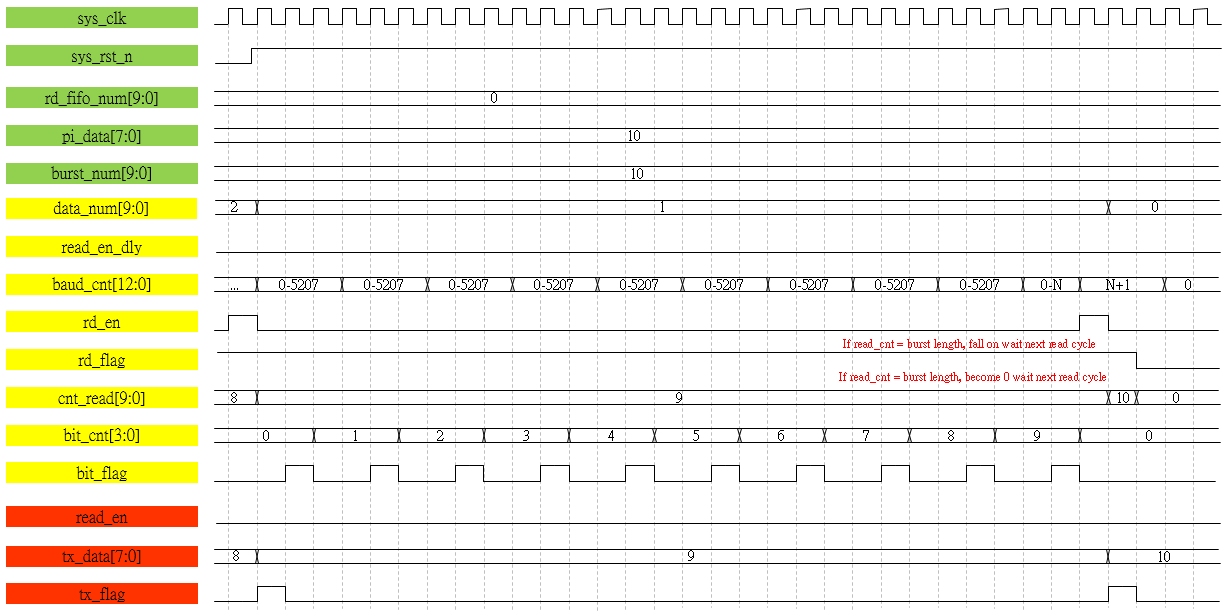 sys_clk
sys_rst_n
rd_fifo_num[9:0] 0
pi_data[7:0] 10
burst_num[9:0] 10
data_num[9:0] 2 1 0
read_en_dly
baud_cnt[12:0] ... 0-5207 0-5207 0-5207 0-5207 0-5207 0-5207 0-5207 0-5207 0-5207 0-N N+1 0
rd_en
If read_cnt = burst length, fall on wait next read cycle
rd_flag
If read_cnt = burst length, become 0 wait next read cycle
cnt_read[9:0] 8 9 10 0
bit_cnt[3:0] 0 1 2 3 4 5 6 7 8 9 0
bit_flag
read_en
tx_data[7:0] 8 9 10
tx_flag